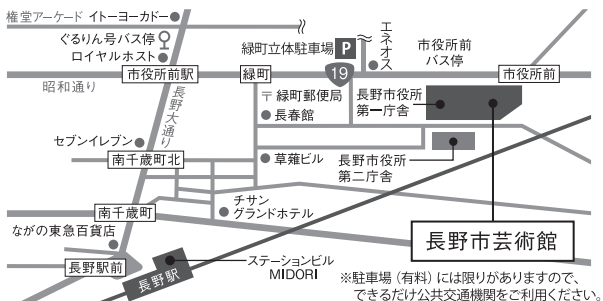 権堂アーケード
イトーヨーカドー
ぐるりん号バス停
ロイヤルホスト
緑町立体駐車場
P
エネオス
市役所前
バス停
昭和通り
市役所前駅
緑町
19
市役所前
長野大通り
〒緑町郵便局
長春館
長野市役所
第一庁舎
セブンイレブン
南千歳町北
草薙ビル
長野市役所
第二庁舎
南千歳町
チサン
グランドホテル
ながの東急百貨店
長野駅前
長野駅
ステーションビル
MIDORI
長野市芸術館
※駐車場（有料）には限りがありますので、
できるだけ公共交通機関をご利用ください。